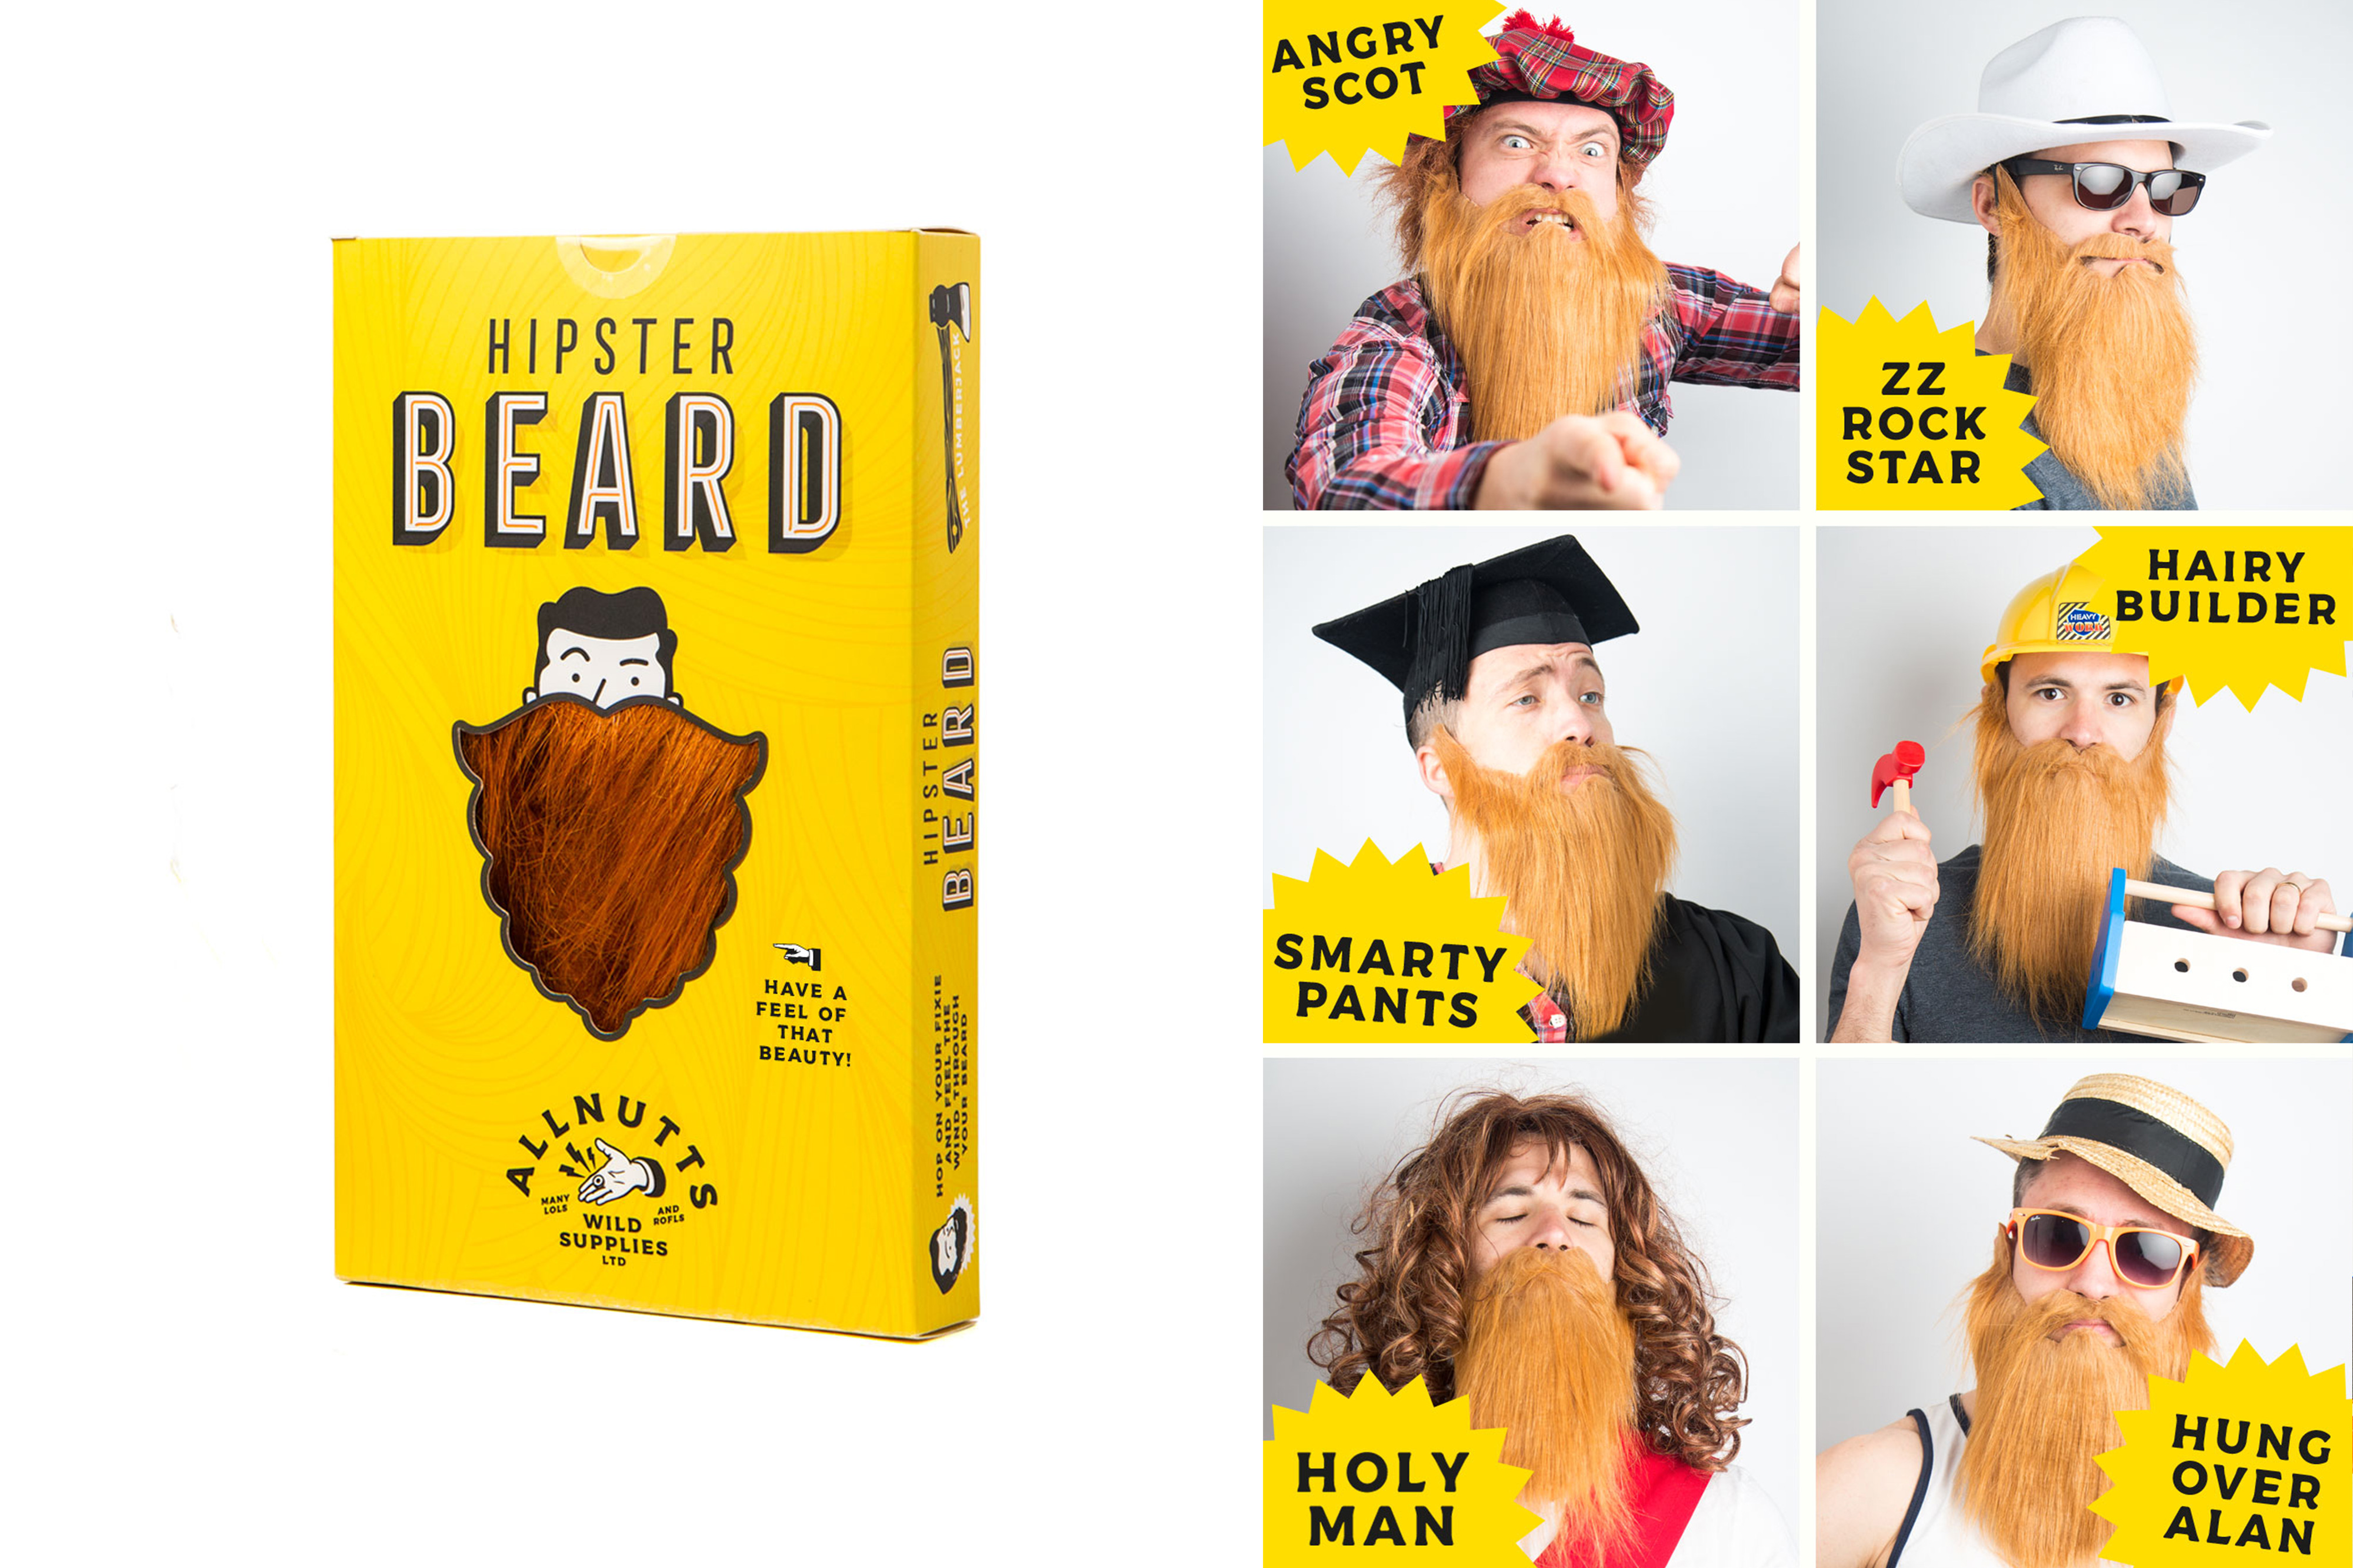 HIPSTER
BEARD
HAVE A
FEEL OF
THAT
BEAUTY!
ALLNUTTS
MANY
LOLS
AND
ROFLS
WILD
SUPPLIES
LTD
THE LUMBERJACK
HIPSTER
BEARD
HOP ON YOUR FIXIE
AND FEEL THE
WIND THROUGH
YOUR BEARD
ANGRY
SCOT
ZZ
ROCK
STAR
SMARTY
PANTS
HAIRY
BUILDER
HEAVY
WORK
HOLY
MAN
HUNG
OVER
ALAN